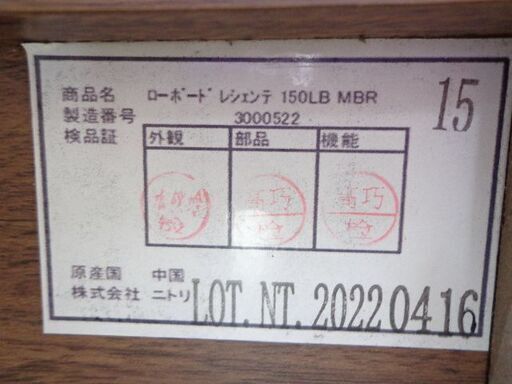 商品名 ローボード レシェンテ 150LB MBR 15
製造番号 3000522
検品証 外観 部品 機能
原産国 中国
株式会社 ニトリ LOT.NT.20220416